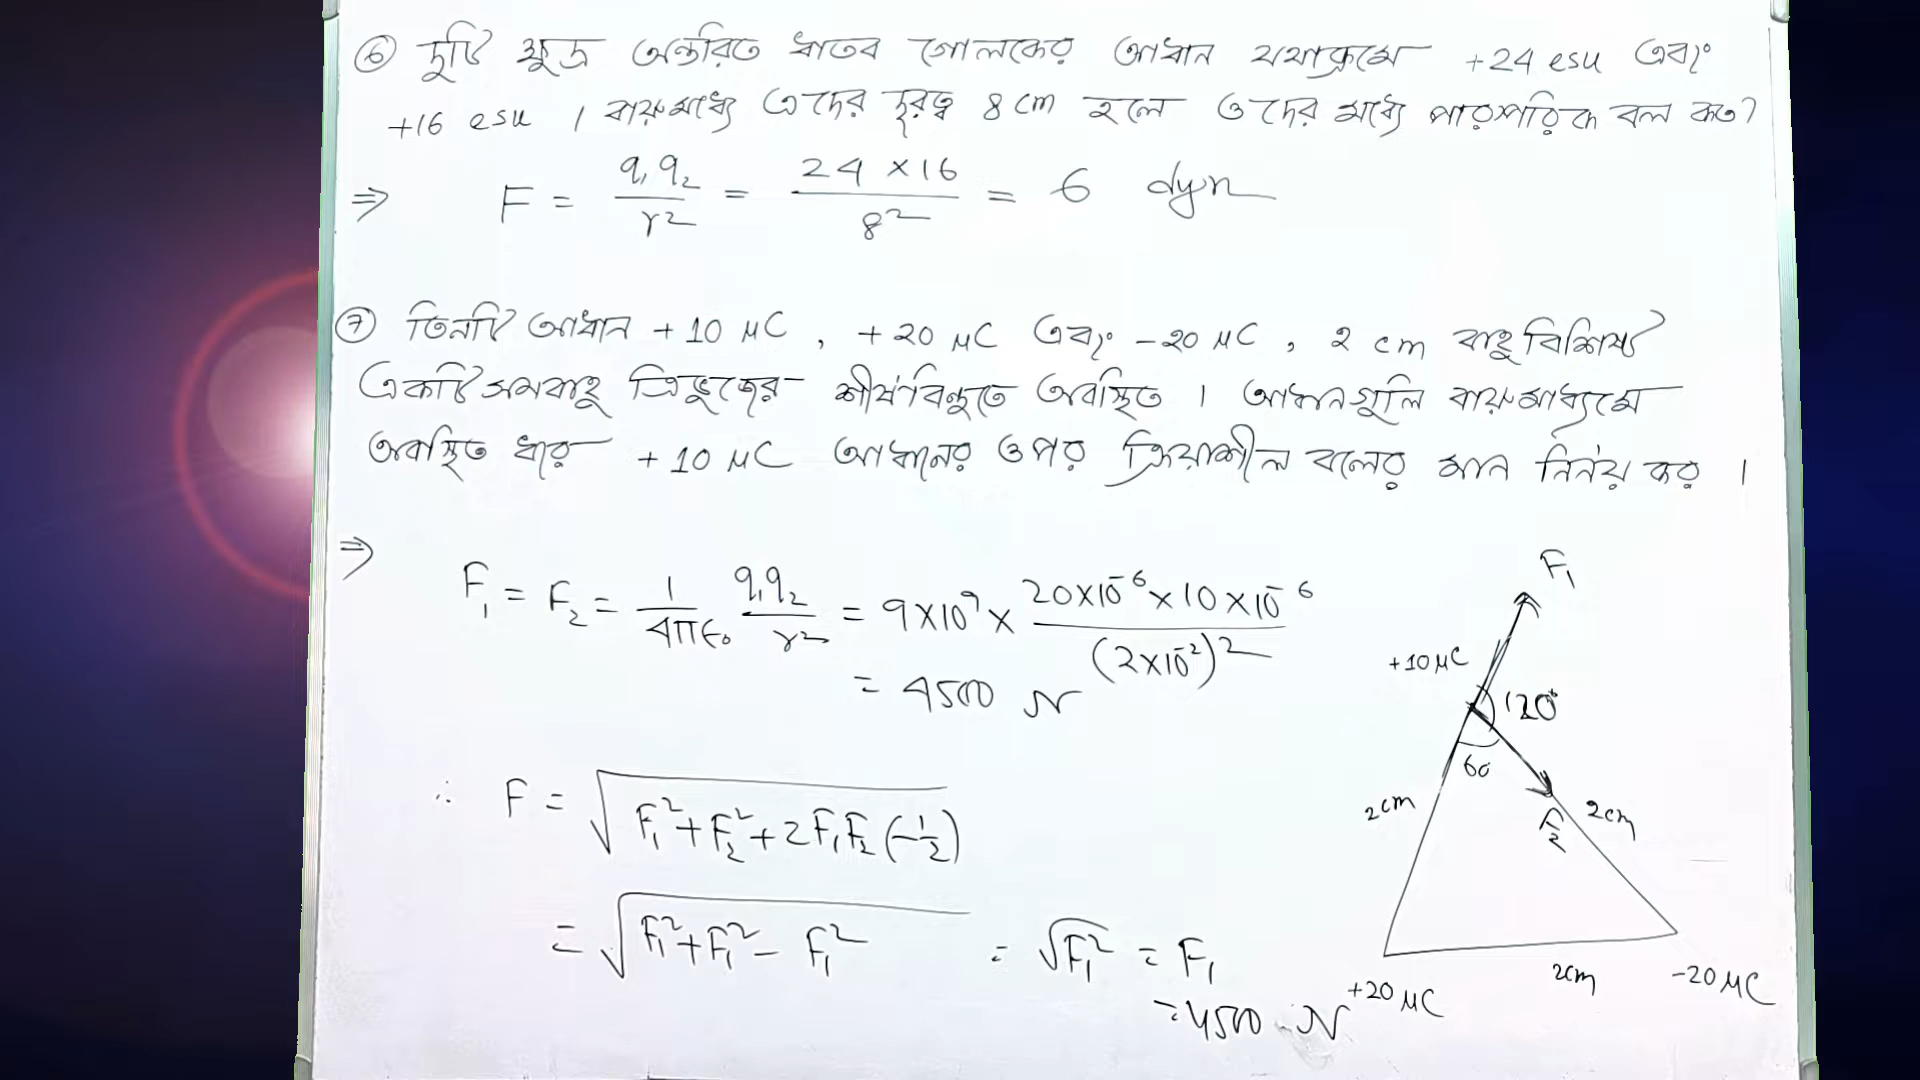 ⑥ দুটি ক্ষুদ্র অন্তরিত ধাতব গোলকের আধান যথাক্রমে +24 esu এবং
+16 esu । বায়ুমাধ্যে এদের দূরত্ব 8 cm হলে ওদের মধ্যে পারস্পরিক বল কত?
⇒ F = q₁q₂/r² = 24 × 16/8² = 6 dyn
⑦ তিনটি আধান +10 μC , +20 μC এবং -20 μC , 2 cm বাহু বিশিষ্ট
একটি সমবাহু ত্রিভুজের শীর্ষবিন্দুতে অবস্থিত । আধানগুলি বায়ুমাধ্যমে
অবস্থিত ধরে +10 μC আধানের ওপর ক্রিয়াশীল বলের মান নির্ণয় কর ।
⇒ F₁ = F₂ = 1/4πϵ₀ q₁q₂/r² = 9×10⁹ × 20×10⁻⁶ × 10 × 10⁻⁶/(2×10⁻²)²
= 4500 N
∴ F = √F₁² + F₂² + 2F₁F₂ (-1/2)
= √F₁² + F₁² - F₁² = √F₁² = F₁
= 4500 N
F₁
+10 μC
120°
60
2cm
F₂
2cm
2cm
+20 μC
-20 μC